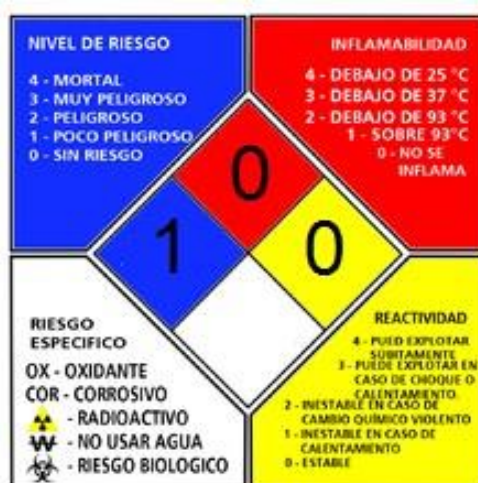 NIVEL DE RIESGO
4 - MORTAL
3 - MUY PELIGROSO
2 - PELIGROSO
1 - POCO PELIGROSO
0 - SIN RIESGO
INFLAMABILIDAD
4 - DEBAJO DE 25 °C
3 - DEBAJO DE 37 °C
2 - DEBAJO DE 93 °C
1 - SOBRE 93°C
0 - NO SE
INFLAMA
0
1
0
RIESGO
ESPECIFICO
OX - OXIDANTE
COR - CORROSIVO
- RADIOACTIVO
W - NO USAR AGUA
- RIESGO BIOLOGICO
REACTIVIDAD
4 - PUED EXPLOTAR
SÚBITAMENTE
3 - PUEDE EXPLOTAR EN
CASO DE CHOQUE O
CALENTAMIENTO.
2 - INESTABLE EN CASO DE
CAMBIO QUÍMICO VIOLENTO
1 - INESTABLE EN CASO DE
CALENTAMIENTO
0 - ESTABLE